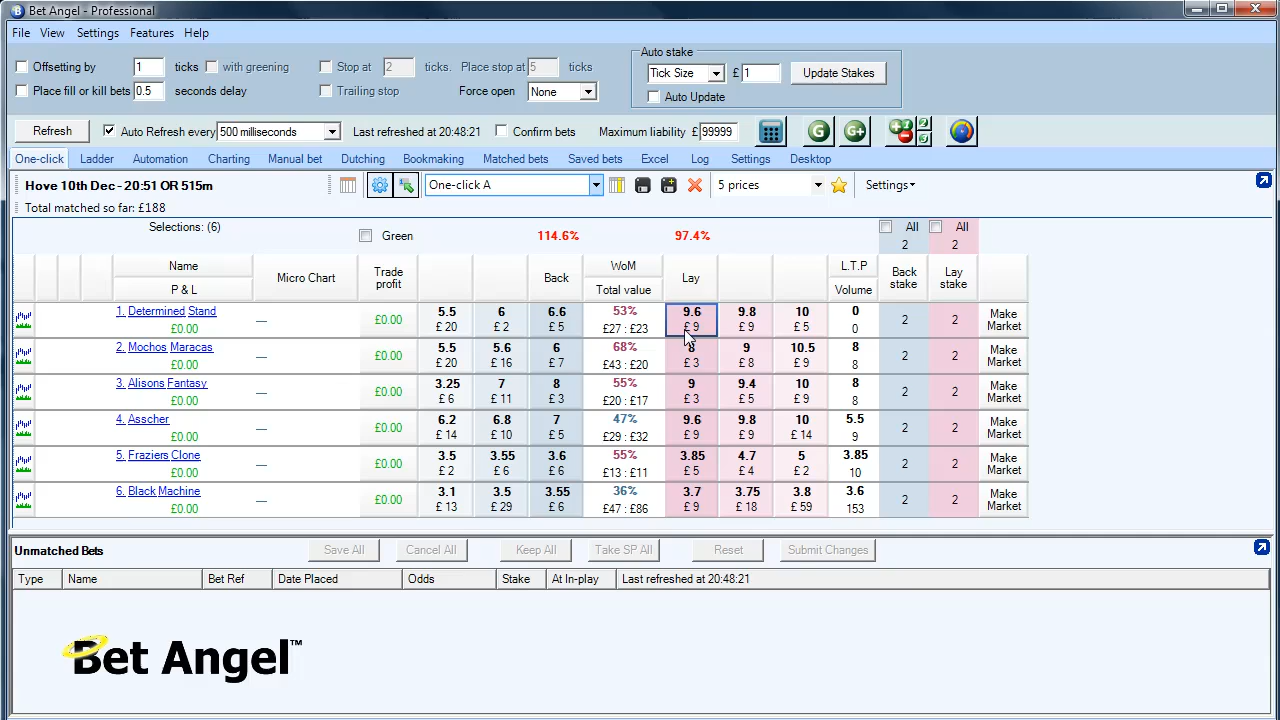 Bet Angel - Professional
File View Settings Features Help
Offsetting by 1 ticks with greening Stop at 2 ticks. Place stop at 5 ticks
Place fill or kill bets 0.5 seconds delay Trailing stop Force open None
Auto stake
Tick Size £ 1 Update Stakes
Auto Update
Refresh Auto Refresh every 500 milliseconds Last refreshed at 20:48:21 Confirm bets Maximum liability £ 99999 G G+
One-click Ladder Automation Charting Manual bet Dutching Bookmaking Matched bets Saved bets Excel Log Settings Desktop
Hove 10th Dec - 20:51 OR 515m One-click A 5 prices Settings
Total matched so far: £188
Selections: (6) Green 114.6% 97.4% All All
2 2
Name Micro Chart Trade profit Back WoM Lay L.T.P Back stake Lay stake
P & L Total value Volume
1. Determined Stand — £0.00 5.5 6 6.6 53% 9.6 9.8 10 0 2 2 Make Market
£0.00 £ 20 £ 2 £ 5 £27 : £23 £ 9 £ 9 £ 5 0
2. Mochos Maracas — £0.00 5.5 5.6 6 68% 8 9 10.5 8 2 2 Make Market
£0.00 £ 20 £ 16 £ 7 £43 : £20 £ 3 £ 8 £ 9 8
3. Alisons Fantasy — £0.00 3.25 7 8 55% 9 9.4 10 8 2 2 Make Market
£0.00 £ 6 £ 11 £ 3 £20 : £17 £ 3 £ 5 £ 9 8
4. Asscher — £0.00 6.2 6.8 7 47% 9.6 9.8 10 5.5 2 2 Make Market
£0.00 £ 14 £ 10 £ 5 £29 : £32 £ 9 £ 9 £ 14 9
5. Fraziers Clone — £0.00 3.5 3.55 3.6 55% 3.85 4.7 5 3.85 2 2 Make Market
£0.00 £ 2 £ 6 £ 6 £13 : £11 £ 5 £ 4 £ 2 10
6. Black Machine — £0.00 3.1 3.5 3.55 36% 3.7 3.75 3.8 3.6 2 2 Make Market
£0.00 £ 13 £ 29 £ 6 £47 : £86 £ 9 £ 18 £ 59 153
Unmatched Bets Save All Cancel All Keep All Take SP All Reset Submit Changes
Type Name Bet Ref Date Placed Odds Stake At In-play Last refreshed at 20:48:21
Bet Angel™